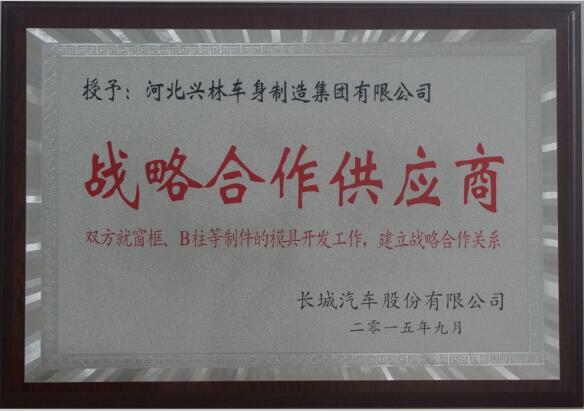 授予：河北兴林车身制造集团有限公司
战略合作供应商
双方就窗框、B柱等制件的模具开发工作，建立战略合作关系
长城汽车股份有限公司
二零一五年九月